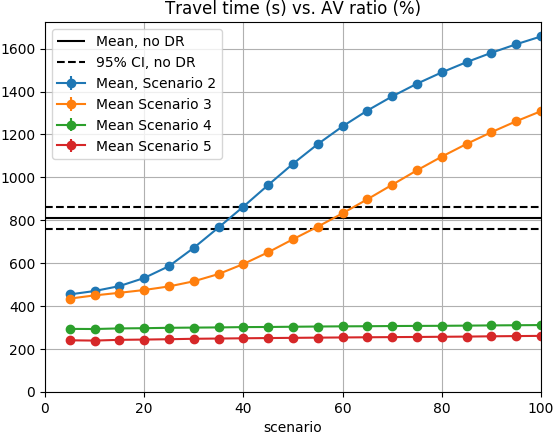 Travel time (s) vs. AV ratio (%)
Mean, no DR
95% CI, no DR
Mean, Scenario 2
Mean Scenario 3
Mean Scenario 4
Mean Scenario 5
1600
1400
1200
1000
800
600
400
200
0
0 20 40 60 80 100
scenario